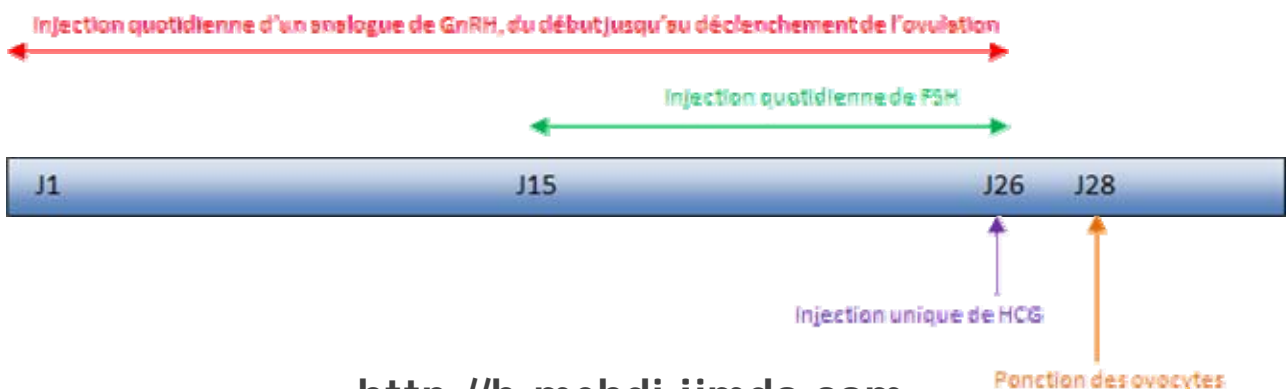 Injection quotidienne d'un analogue de GnRH, du début jusqu'au déclenchement de l'ovulation
Injection quotidienne de FSH
J1 J15 J26 J28
Injection unique de HCG
Ponction des ovocytes